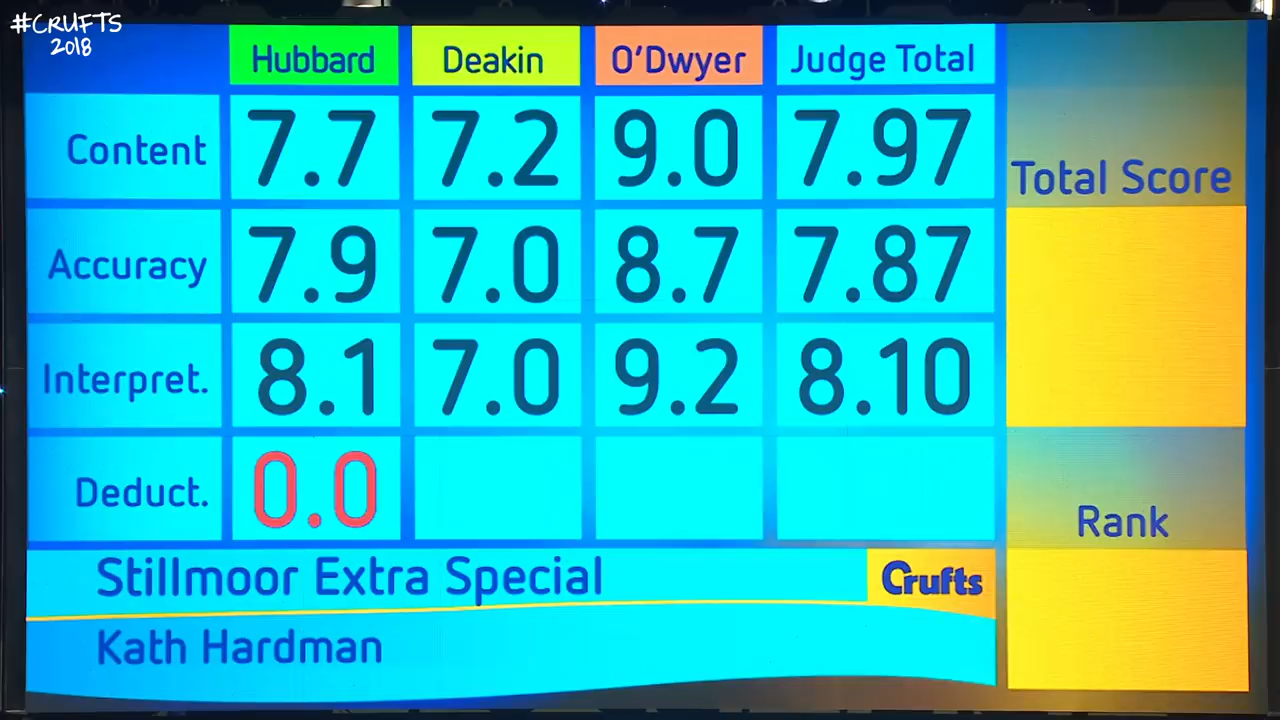 #CRUFTS
2018
Hubbard Deakin O'Dwyer Judge Total
Content 7.7 7.2 9.0 7.97
Total Score
Accuracy 7.9 7.0 8.7 7.87
Interpret. 8.1 7.0 9.2 8.10
Deduct. 0.0
Rank
Stillmoor Extra Special
Crufts
Kath Hardman